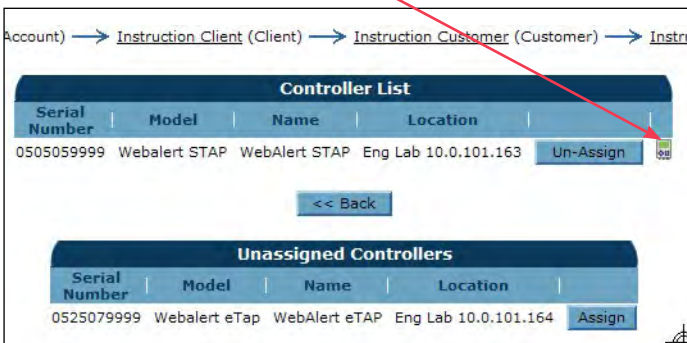 Account) → Instruction Client (Client) → Instruction Customer (Customer) → Instr
Controller List
Serial Number | Model | Name | Location |
0505059999 Webalert STAP WebAlert STAP Eng Lab 10.0.101.163 Un-Assign
<< Back
Unassigned Controllers
Serial Number | Model | Name | Location |
0525079999 Webalert eTap WebAlert eTAP Eng Lab 10.0.101.164 Assign